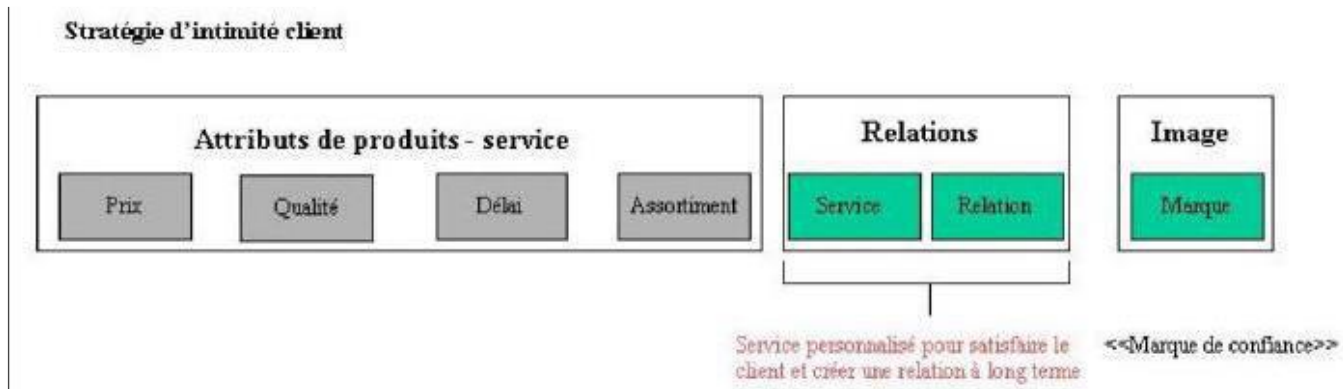 Stratégie d'intimité client
Attributs de produits - service
Prix
Qualité
Délai
Assortiment
Relations
Service
Relation
Image
Marque
Service personnalisé pour satisfaire le
client et créer une relation à long terme
<<Marque de confiance>>